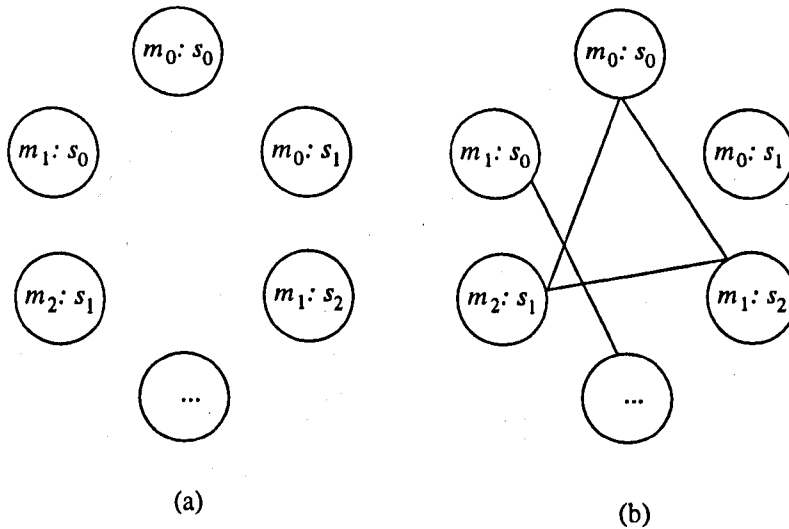 m₀: s₀
m₁: s₀
m₀: s₁
m₂: s₁
m₁: s₂
...
(a)
m₀: s₀
m₁: s₀
m₀: s₁
m₂: s₁
m₁: s₂
...
(b)